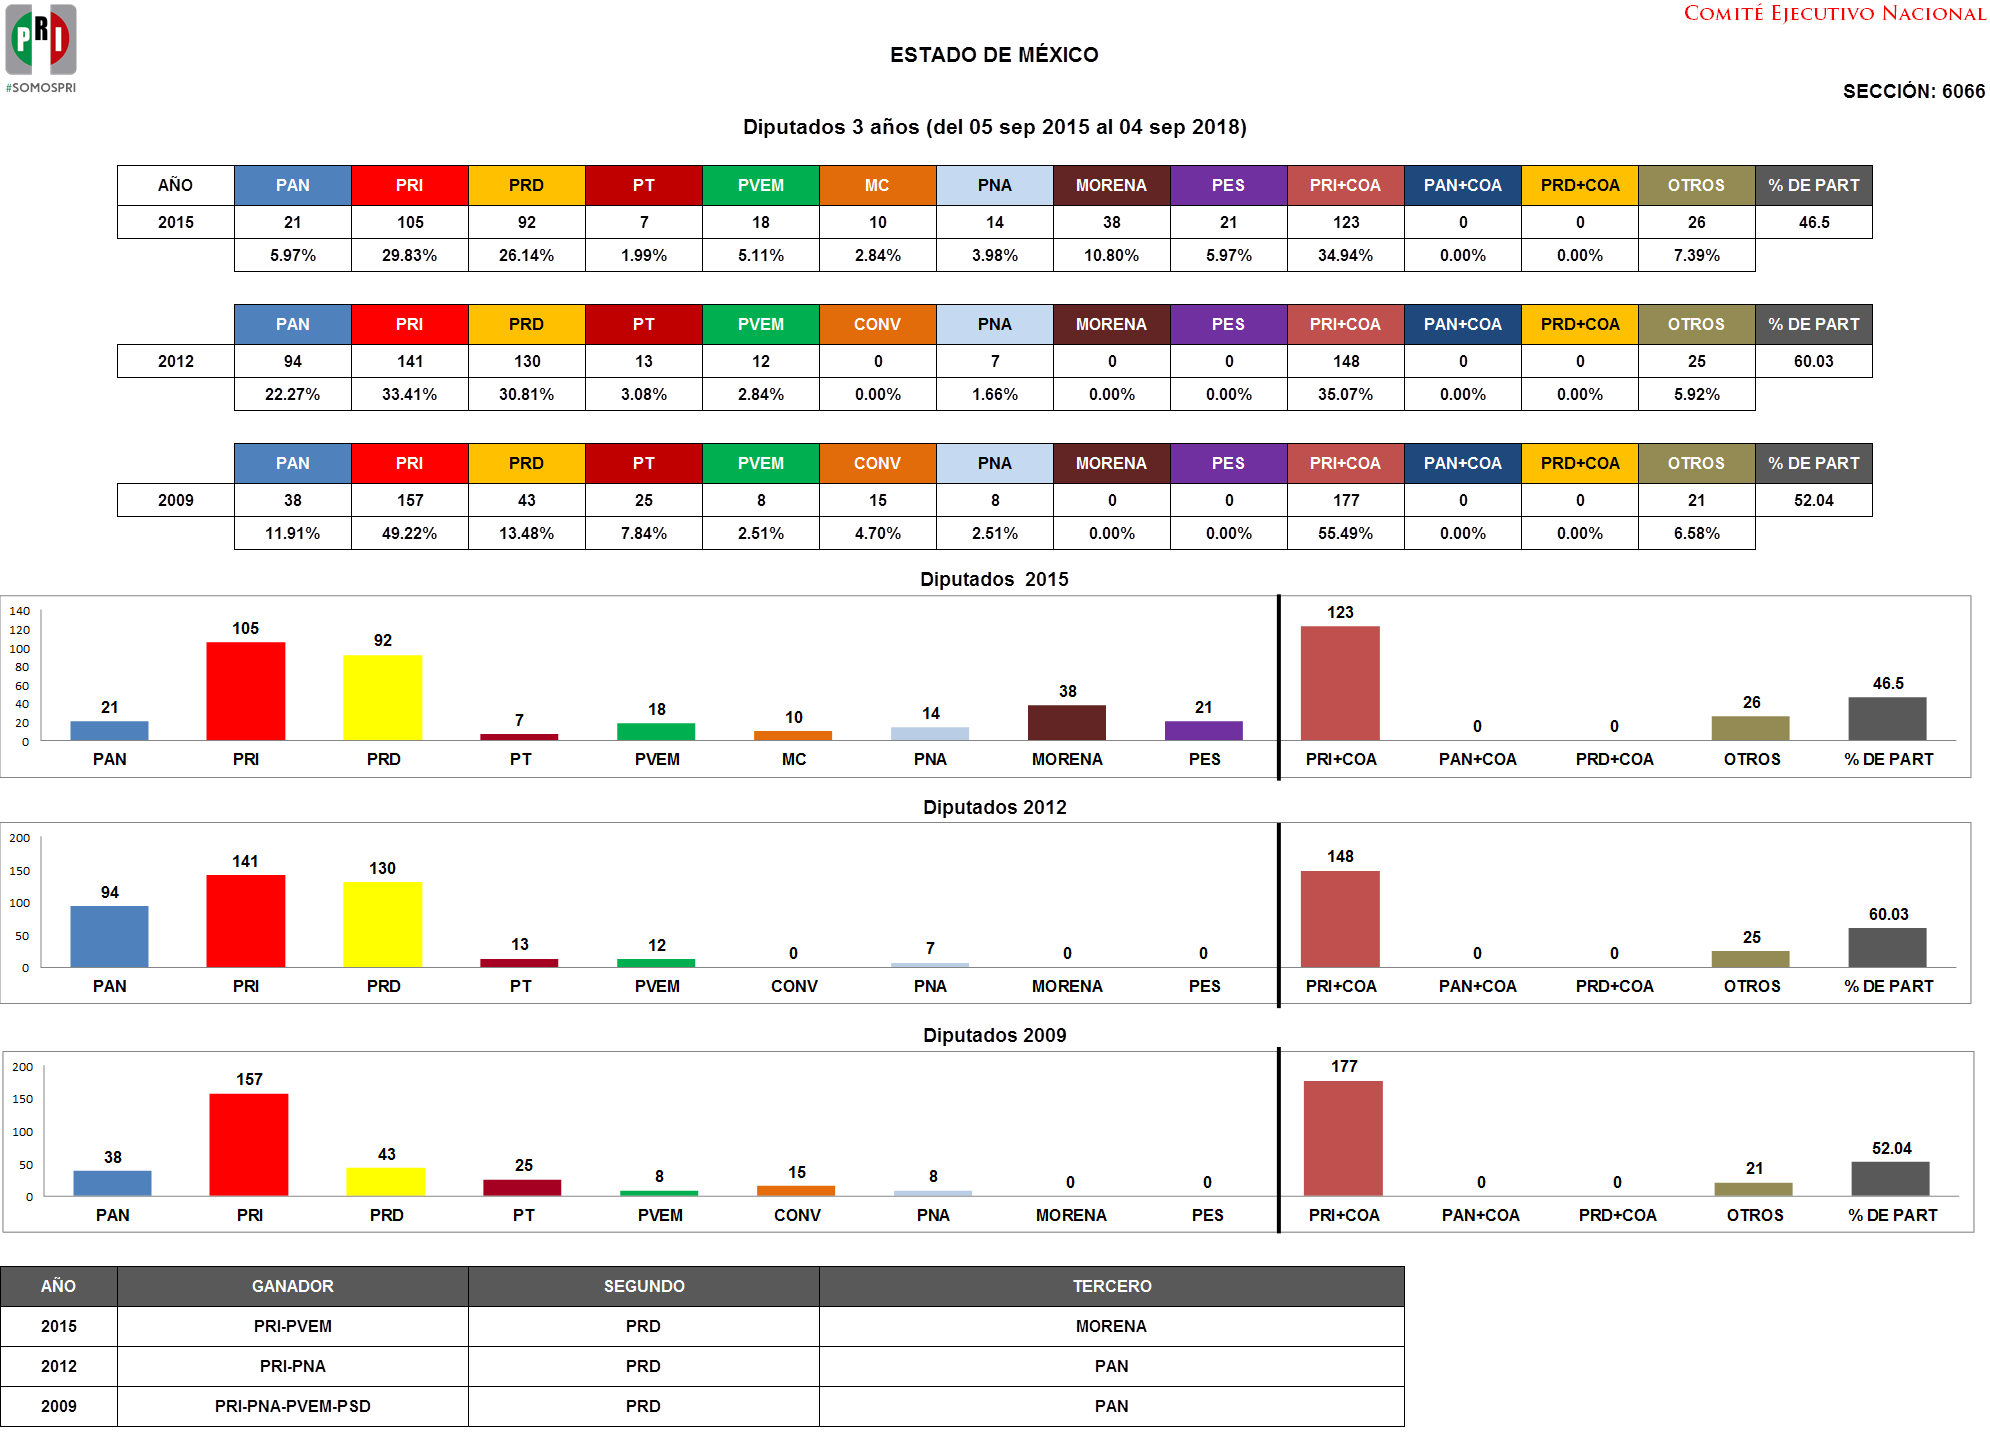 PRI
#SOMOSPRI
COMITÉ EJECUTIVO NACIONAL
ESTADO DE MÉXICO
SECCIÓN: 6066
Diputados 3 años (del 05 sep 2015 al 04 sep 2018)
AÑO PAN PRI PRD PT PVEM MC PNA MORENA PES PRI+COA PAN+COA PRD+COA OTROS % DE PART
2015 21 105 92 7 18 10 14 38 21 123 0 0 26 46.5
5.97% 29.83% 26.14% 1.99% 5.11% 2.84% 3.98% 10.80% 5.97% 34.94% 0.00% 0.00% 7.39%
PAN PRI PRD PT PVEM CONV PNA MORENA PES PRI+COA PAN+COA PRD+COA OTROS % DE PART
2012 94 141 130 13 12 0 7 0 0 148 0 0 25 60.03
22.27% 33.41% 30.81% 3.08% 2.84% 0.00% 1.66% 0.00% 0.00% 35.07% 0.00% 0.00% 5.92%
PAN PRI PRD PT PVEM CONV PNA MORENA PES PRI+COA PAN+COA PRD+COA OTROS % DE PART
2009 38 157 43 25 8 15 8 0 0 177 0 0 21 52.04
11.91% 49.22% 13.48% 7.84% 2.51% 4.70% 2.51% 0.00% 0.00% 55.49% 0.00% 0.00% 6.58%
Diputados 2015
140
120
100
80
60
40
20
0
21 105 92 7 18 10 14 38 21 123 0 0 26 46.5
PAN PRI PRD PT PVEM MC PNA MORENA PES PRI+COA PAN+COA PRD+COA OTROS % DE PART
Diputados 2012
200
150
100
50
0
94 141 130 13 12 0 7 0 0 148 0 0 25 60.03
PAN PRI PRD PT PVEM CONV PNA MORENA PES PRI+COA PAN+COA PRD+COA OTROS % DE PART
Diputados 2009
200
150
100
50
0
38 157 43 25 8 15 8 0 0 177 0 0 21 52.04
PAN PRI PRD PT PVEM CONV PNA MORENA PES PRI+COA PAN+COA PRD+COA OTROS % DE PART
AÑO GANADOR SEGUNDO TERCERO
2015 PRI-PVEM PRD MORENA
2012 PRI-PNA PRD PAN
2009 PRI-PNA-PVEM-PSD PRD PAN